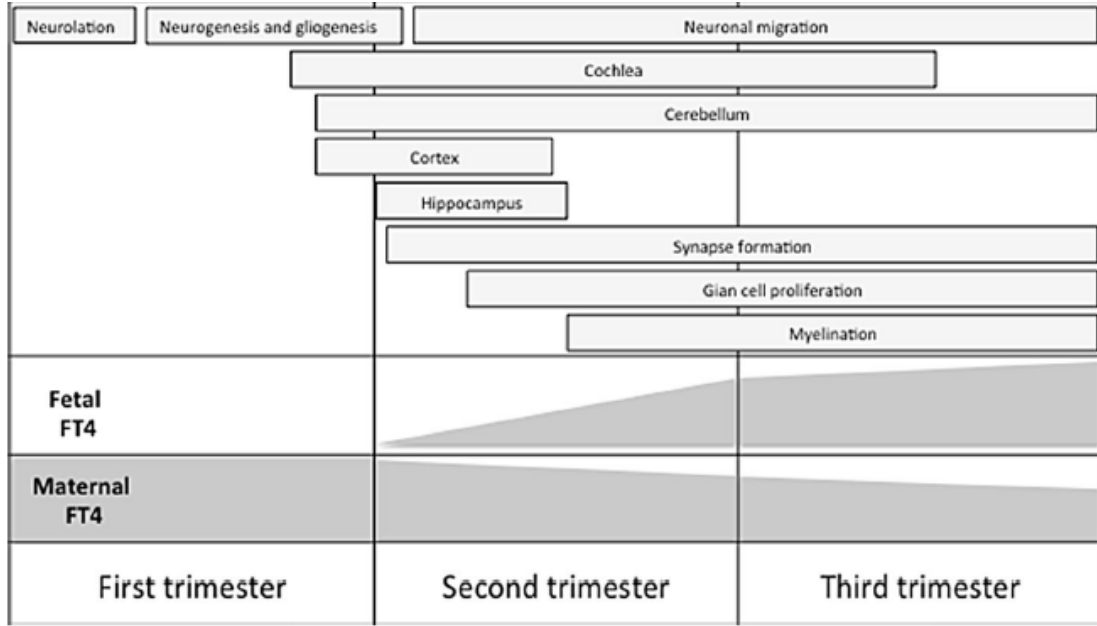 Neurolation
Neurogenesis and gliogenesis
Neuronal migration
Cochlea
Cerebellum
Cortex
Hippocampus
Synapse formation
Gian cell proliferation
Myelination
Fetal
FT4
Maternal
FT4
First trimester
Second trimester
Third trimester